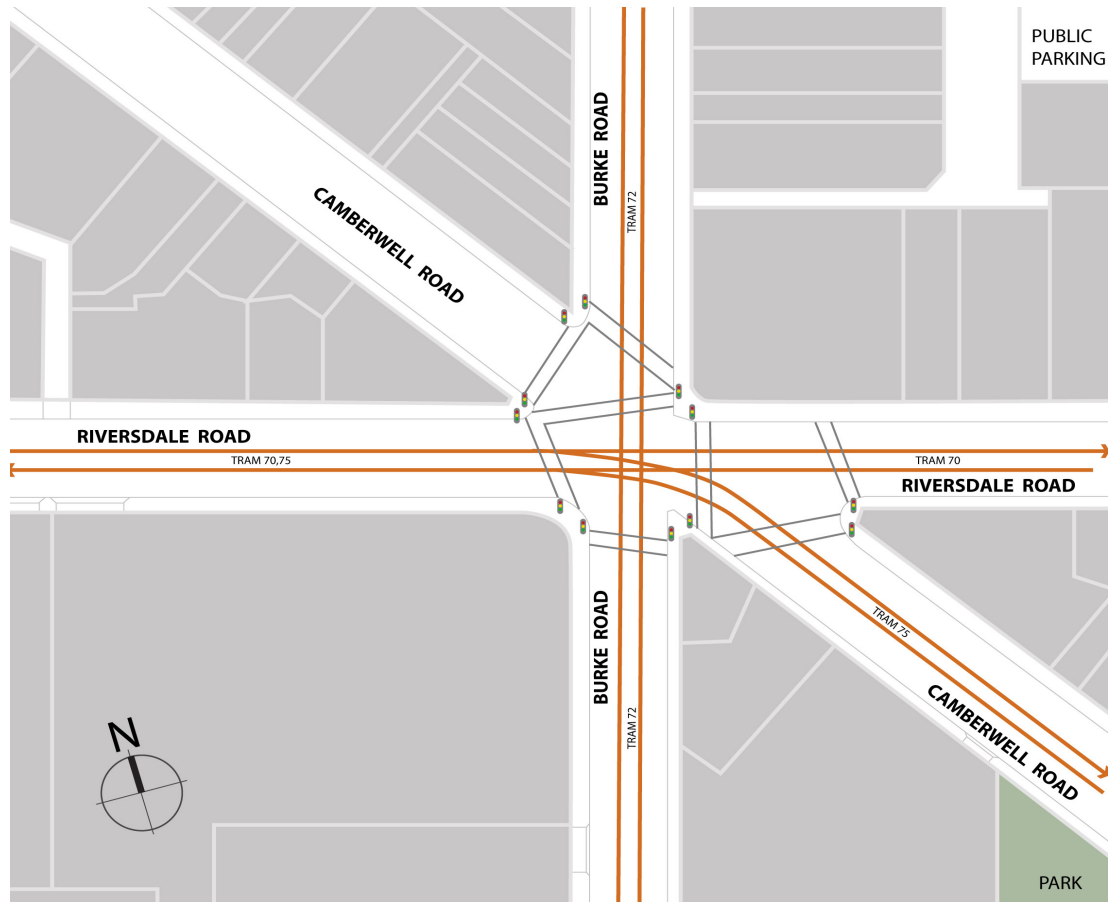 PUBLIC
PARKING
BURKE ROAD
TRAM 72
CAMBERWELL ROAD
RIVERSDALE ROAD
TRAM 70,75
TRAM 70
RIVERSDALE ROAD
BURKE ROAD
TRAM 72
TRAM 75
CAMBERWELL ROAD
N
PARK